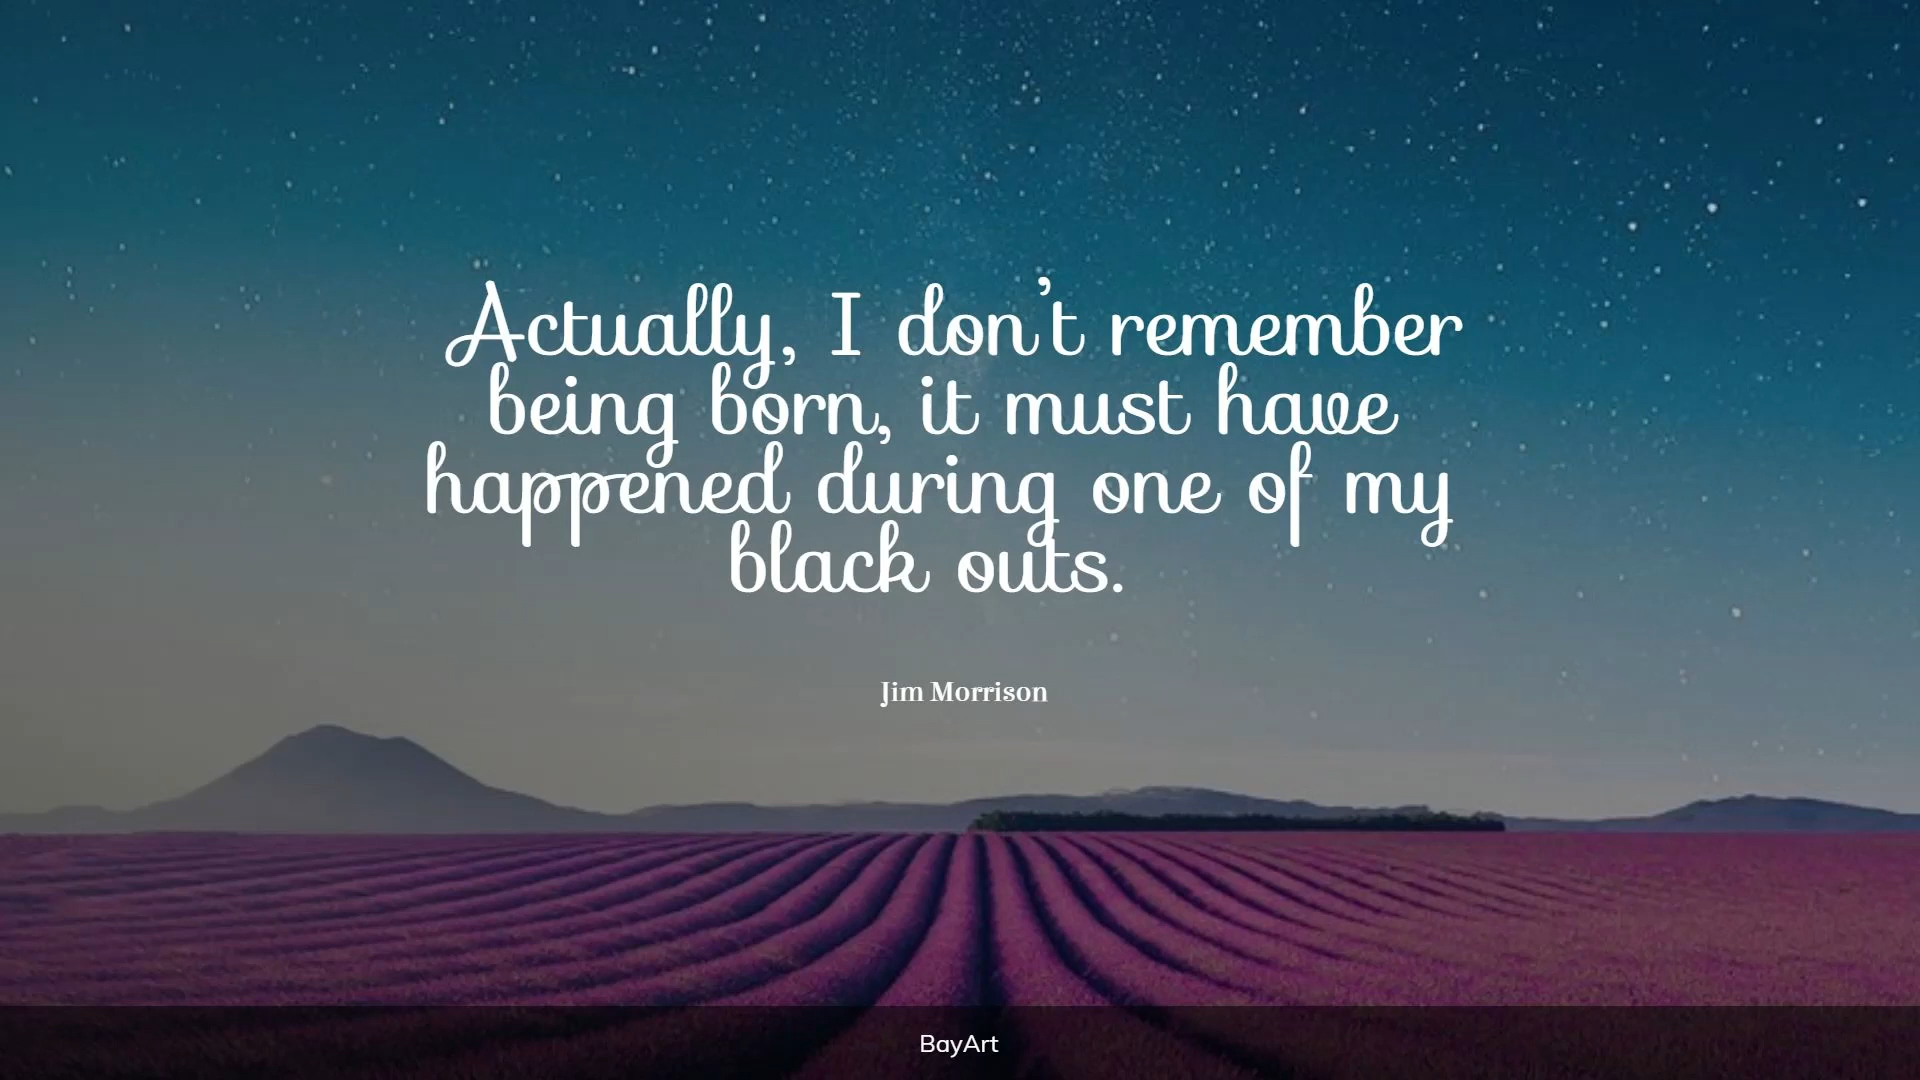 Actually, I don't remember
being born, it must have
happened during one of my
black outs.
Jim Morrison
BayArt